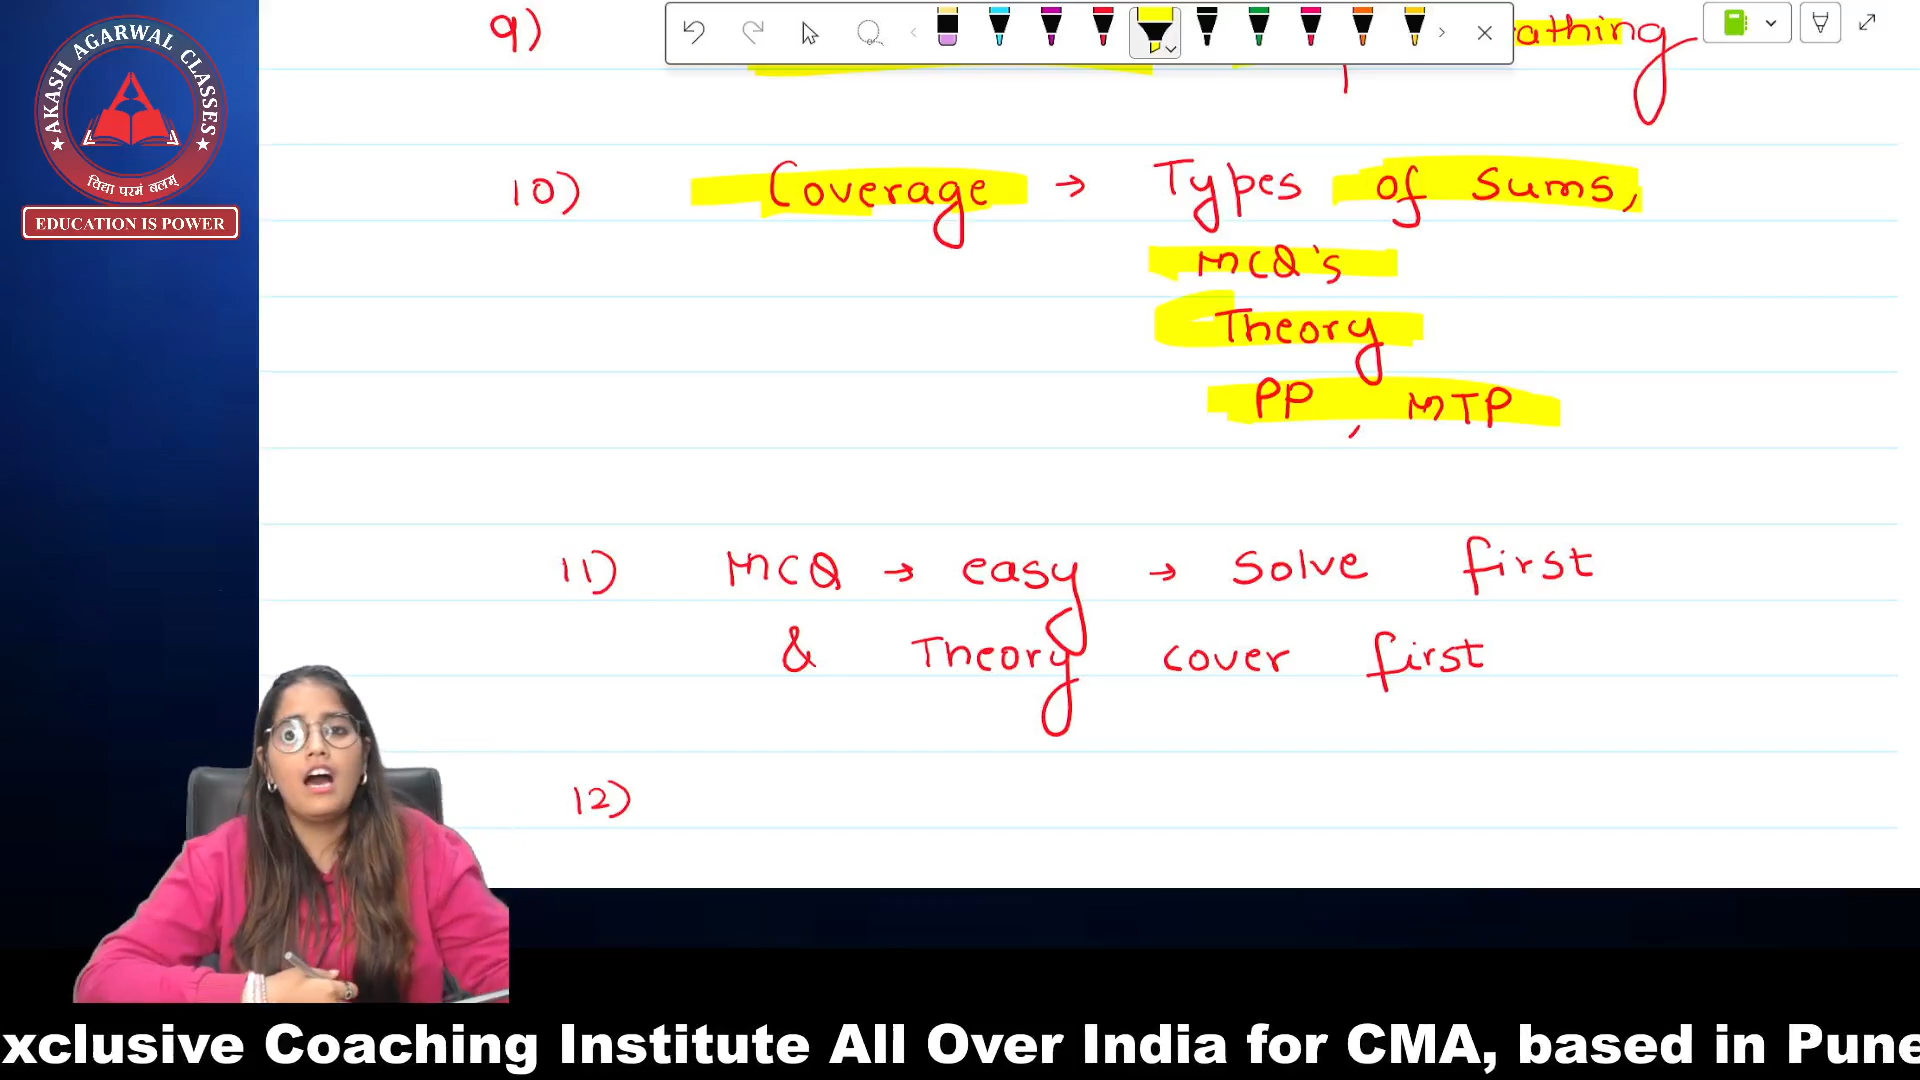 AKASH AGARWAL CLASSES
विद्या परमं बलम्
EDUCATION IS POWER
9)
10) Coverage → Types of Sums,
MCQ's
Theory
PP, MTP
11) MCQ → easy → Solve first
& Theory cover first
12)
xclusive Coaching Institute All Over India for CMA, based in Pune